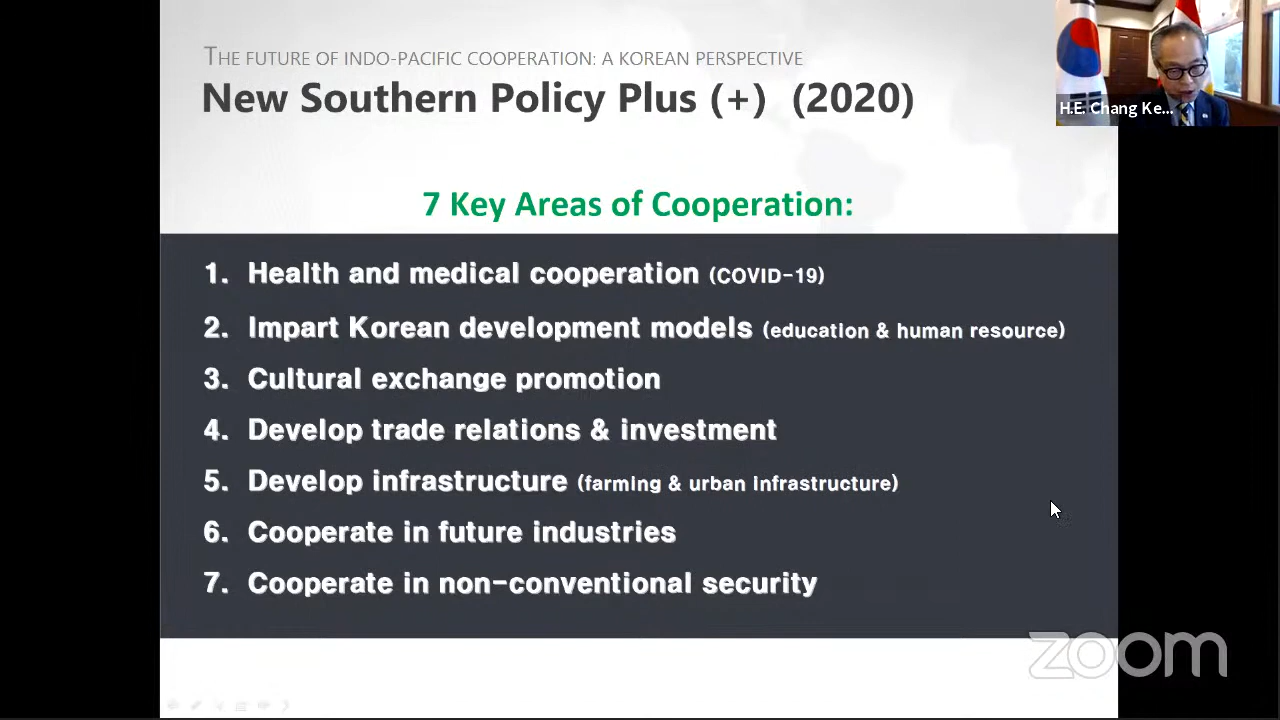 THE FUTURE OF INDO-PACIFIC COOPERATION: A KOREAN PERSPECTIVE
New Southern Policy Plus (+) (2020)
H.E. Chang Ke...
7 Key Areas of Cooperation:
1. Health and medical cooperation (COVID-19)
2. Impart Korean development models (education & human resource)
3. Cultural exchange promotion
4. Develop trade relations & investment
5. Develop infrastructure (farming & urban infrastructure)
6. Cooperate in future industries
7. Cooperate in non-conventional security
zoom